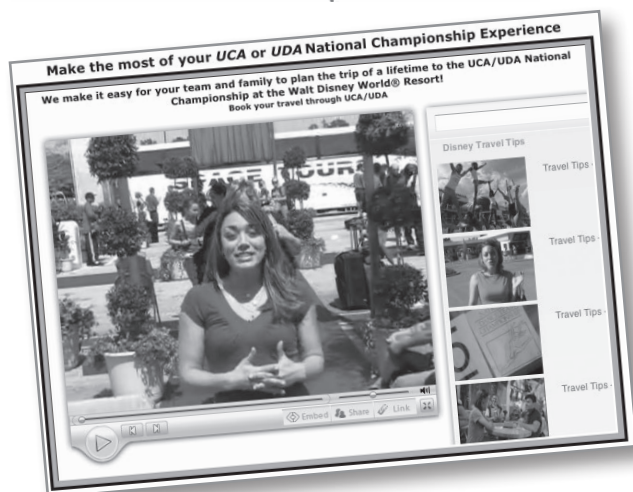 Make the most of your UCA or UDA National Championship Experience
We make it easy for your team and family to plan the trip of a lifetime to the UCA/UDA National
Championship at the Walt Disney World® Resort!
Book your travel through UCA/UDA
Disney Travel Tips
Travel Tips -
Travel Tips -
Travel Tips -
Travel Tips -
Embed Share Link